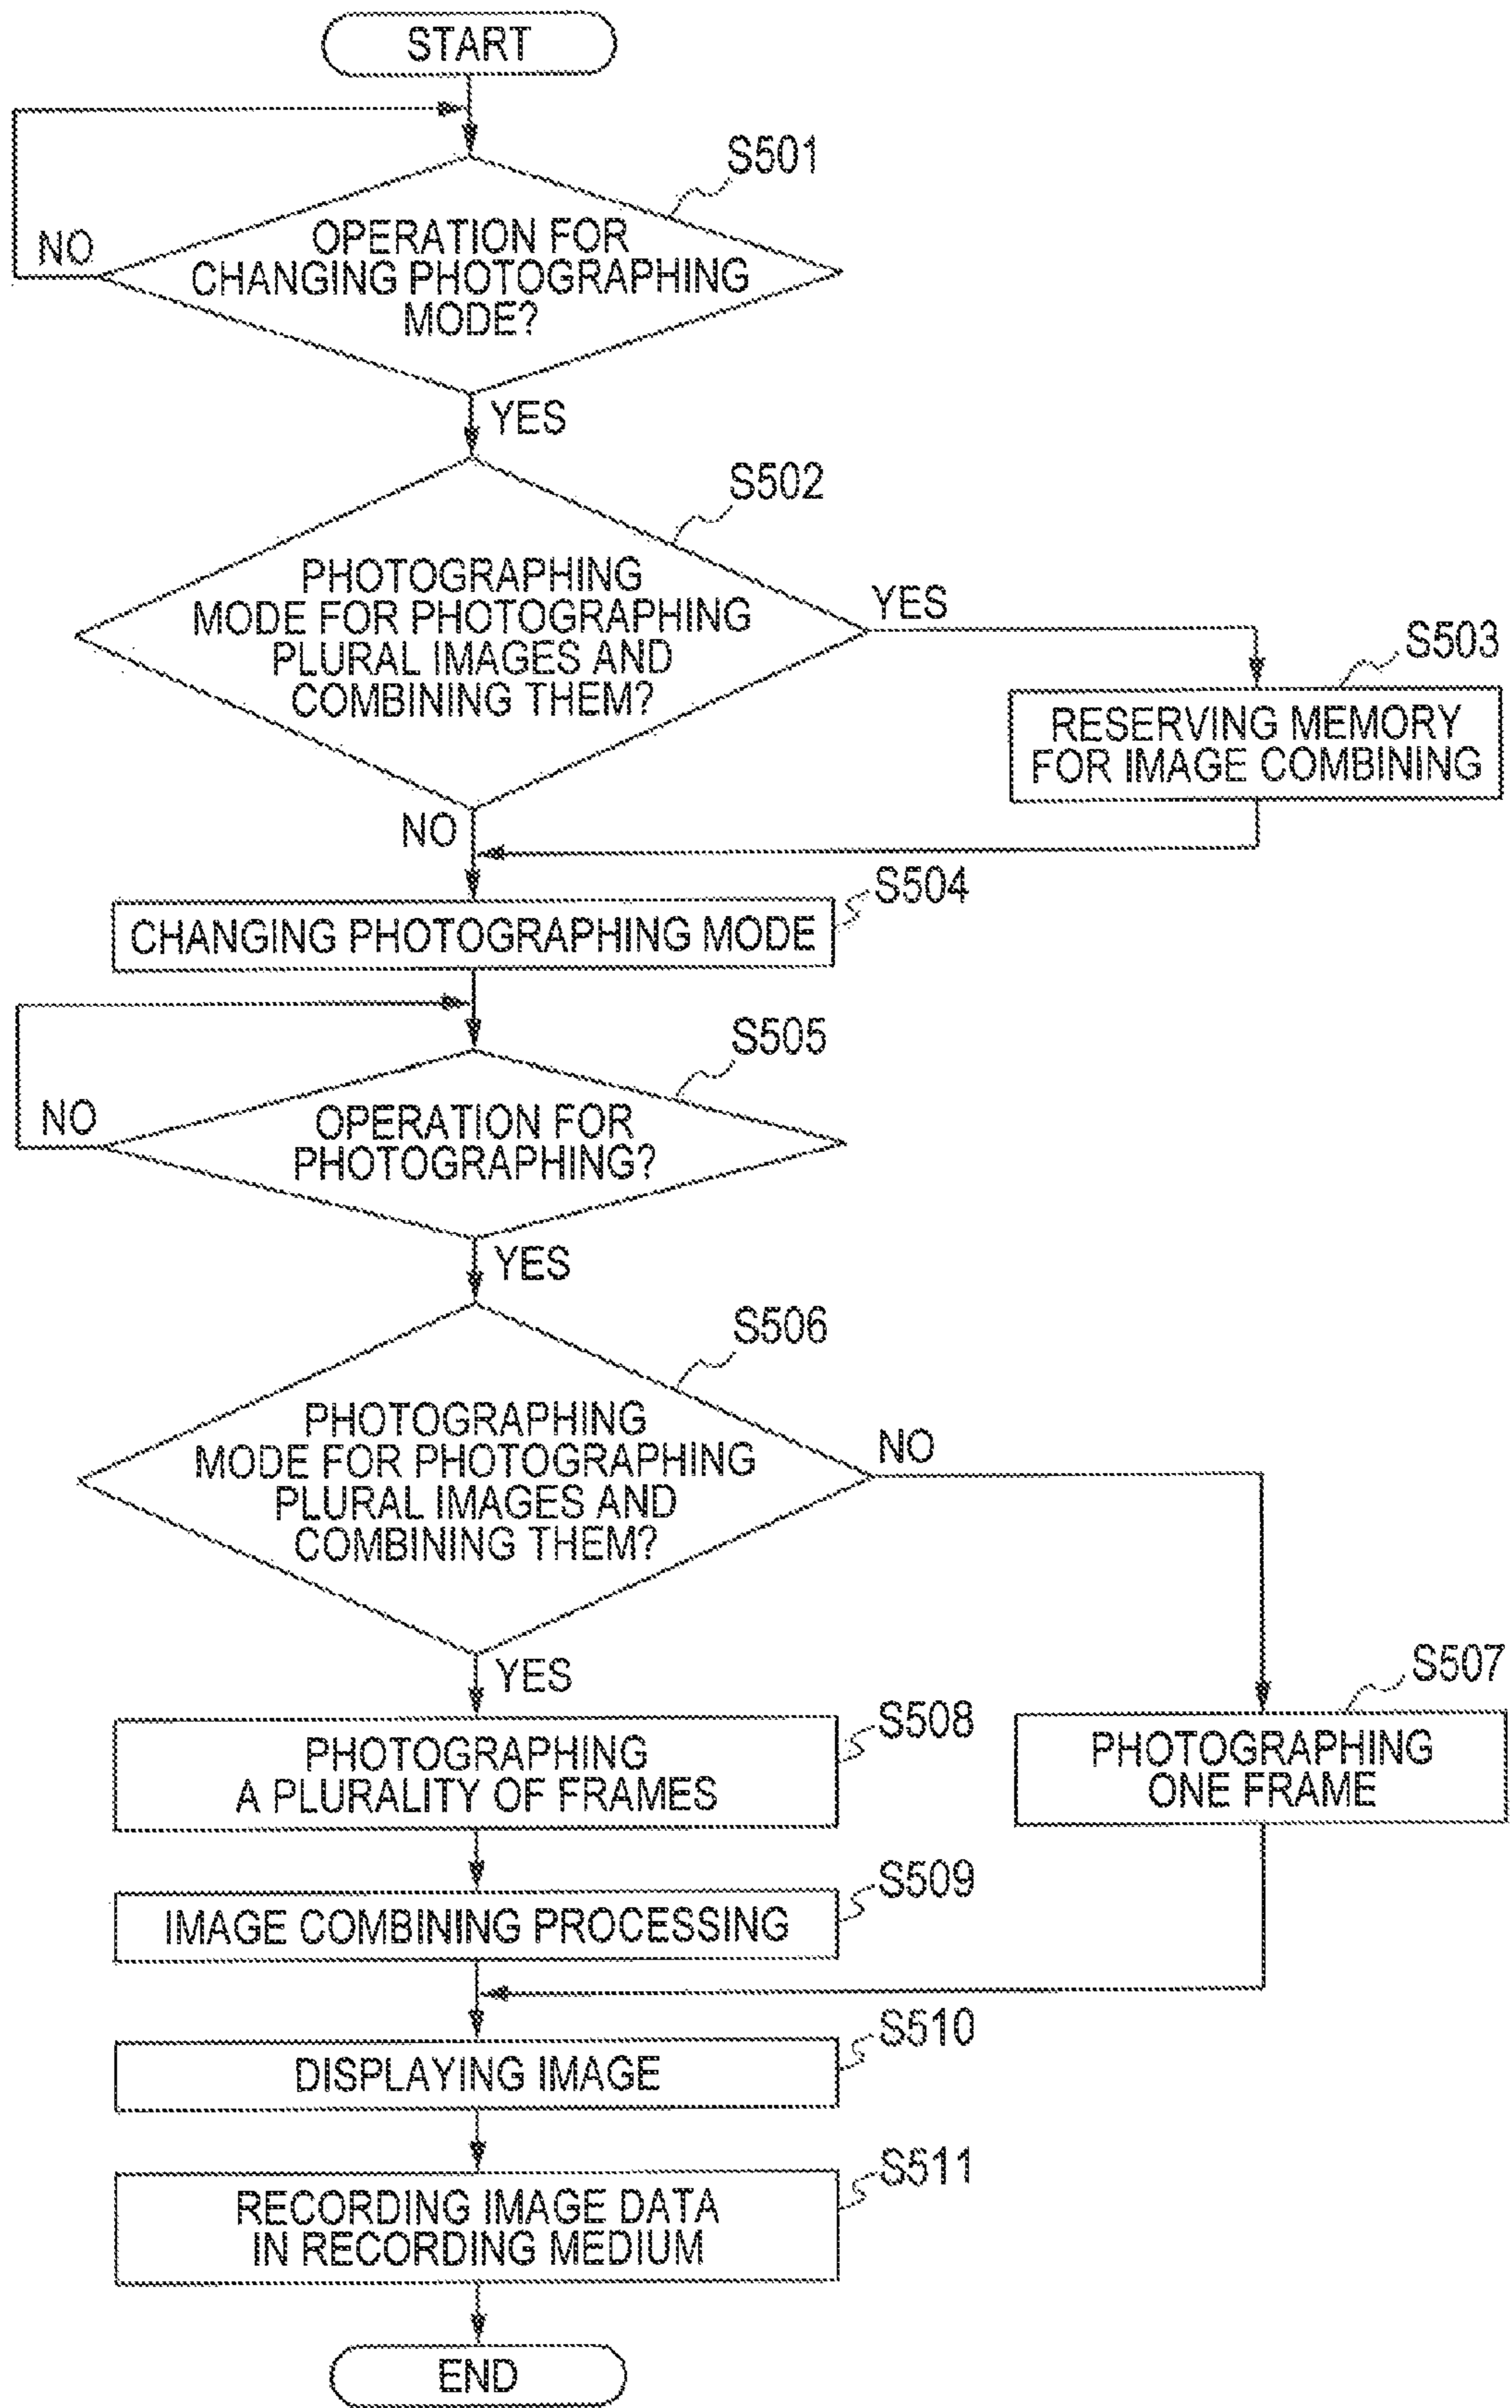 START
S501
OPERATION FOR
CHANGING PHOTOGRAPHING
MODE?
NO
YES
S502
PHOTOGRAPHING
MODE FOR PHOTOGRAPHING
PLURAL IMAGES AND
COMBINING THEM?
YES
S503
RESERVING MEMORY
FOR IMAGE COMBINING
NO
S504
CHANGING PHOTOGRAPHING MODE
S505
OPERATION FOR
PHOTOGRAPHING?
NO
YES
S506
PHOTOGRAPHING
MODE FOR PHOTOGRAPHING
PLURAL IMAGES AND
COMBINING THEM?
NO
YES
S507
PHOTOGRAPHING
ONE FRAME
S508
PHOTOGRAPHING
A PLURALITY OF FRAMES
S509
IMAGE COMBINING PROCESSING
S510
DISPLAYING IMAGE
S511
RECORDING IMAGE DATA
IN RECORDING MEDIUM
END